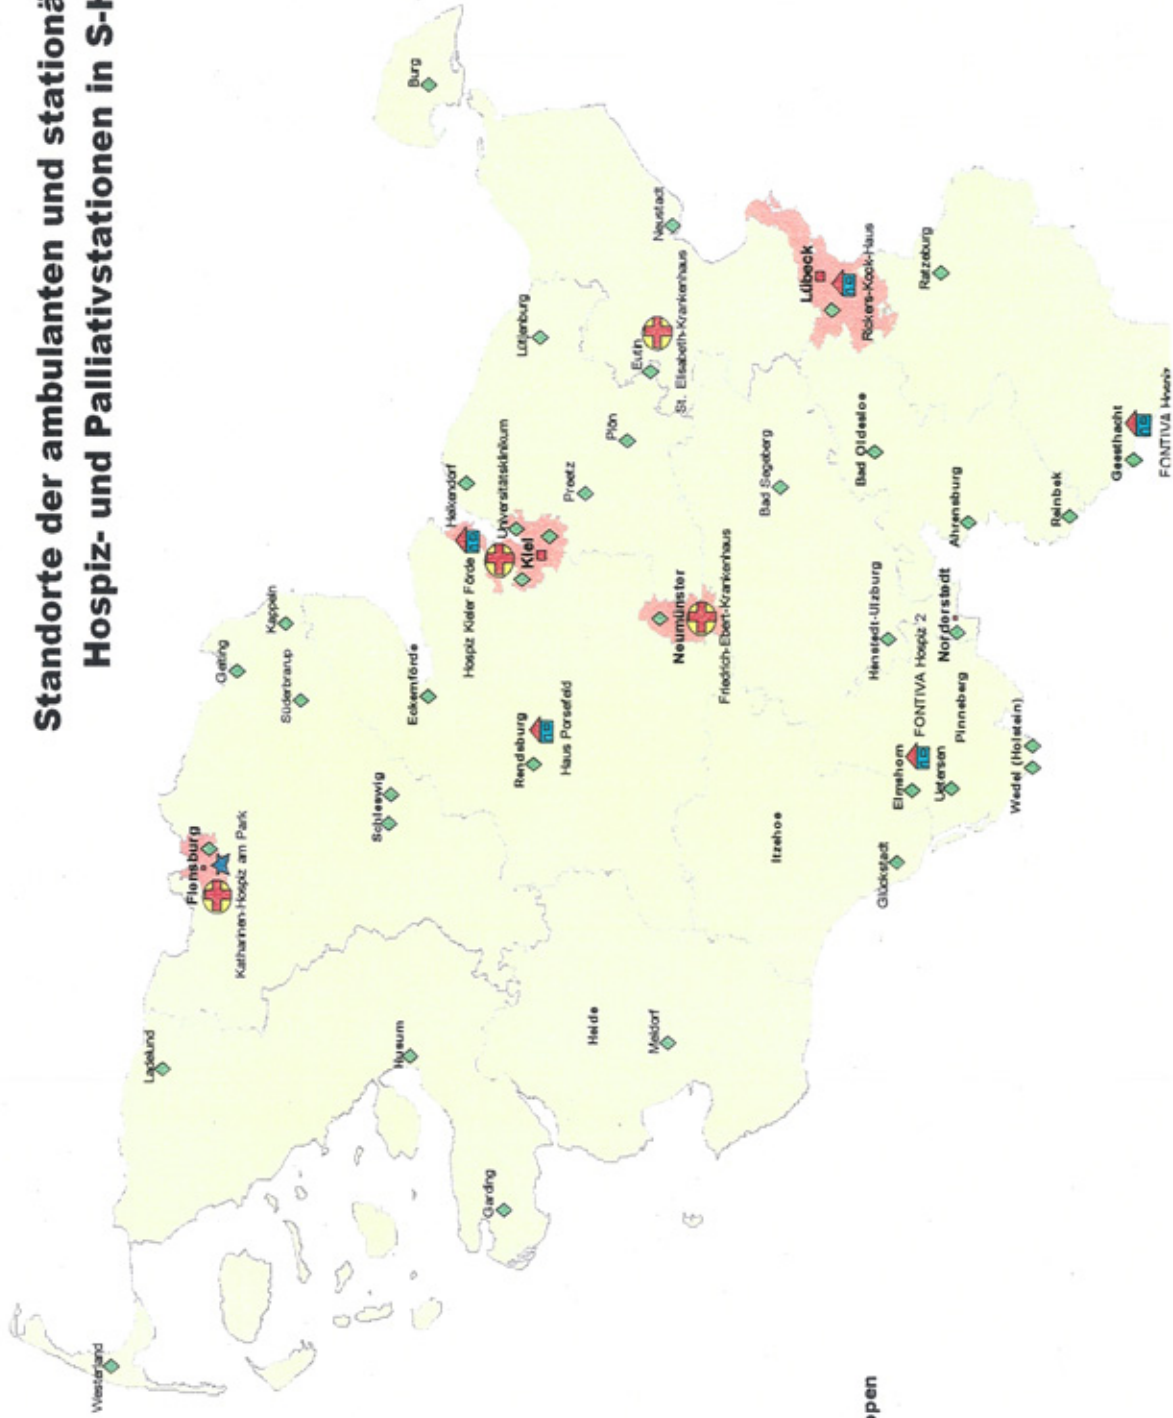 Standorte der ambulanten und stationä
Hospiz- und Palliativstationen in S-H
Westerland
Ladelund
Flensburg
Katharinen-Hospiz am Park
Gelting
Süderbrarup
Kappeln
Husum
Schleswig
Eckernförde
Garding
Rendsburg
Haus Porsefeld
Hospiz Kieler Förde
Heikendorf
Universitätsklinikum
Kiel
Preetz
Plön
Lütjenburg
Burg
Heide
Meldorf
Neumünster
Friedrich-Ebert-Krankenhaus
Eutin
St. Elisabeth-Krankenhaus
Neustadt
Itzehoe
Bad Segeberg
Lübeck
Rickers-Kock-Haus
Glückstadt
Elmshorn
FONTIVA Hospiz 2
Uetersen
Pinneberg
Henstedt-Ulzburg
Norderstedt
Bad Oldesloe
Ahrensburg
Ratzeburg
Wedel (Holstein)
Reinbek
Geesthacht
FONTIVA Hospiz
ppen